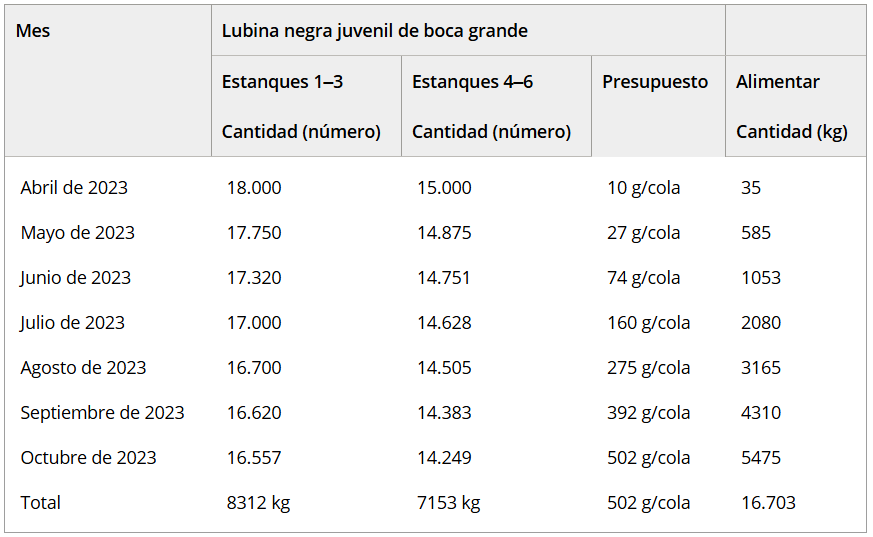 Mes Lubina negra juvenil de boca grande
Estanques 1–3 Estanques 4–6 Presupuesto Alimentar
Cantidad (número) Cantidad (número) Cantidad (kg)
Abril de 2023 18.000 15.000 10 g/cola 35
Mayo de 2023 17.750 14.875 27 g/cola 585
Junio de 2023 17.320 14.751 74 g/cola 1053
Julio de 2023 17.000 14.628 160 g/cola 2080
Agosto de 2023 16.700 14.505 275 g/cola 3165
Septiembre de 2023 16.620 14.383 392 g/cola 4310
Octubre de 2023 16.557 14.249 502 g/cola 5475
Total 8312 kg 7153 kg 502 g/cola 16.703